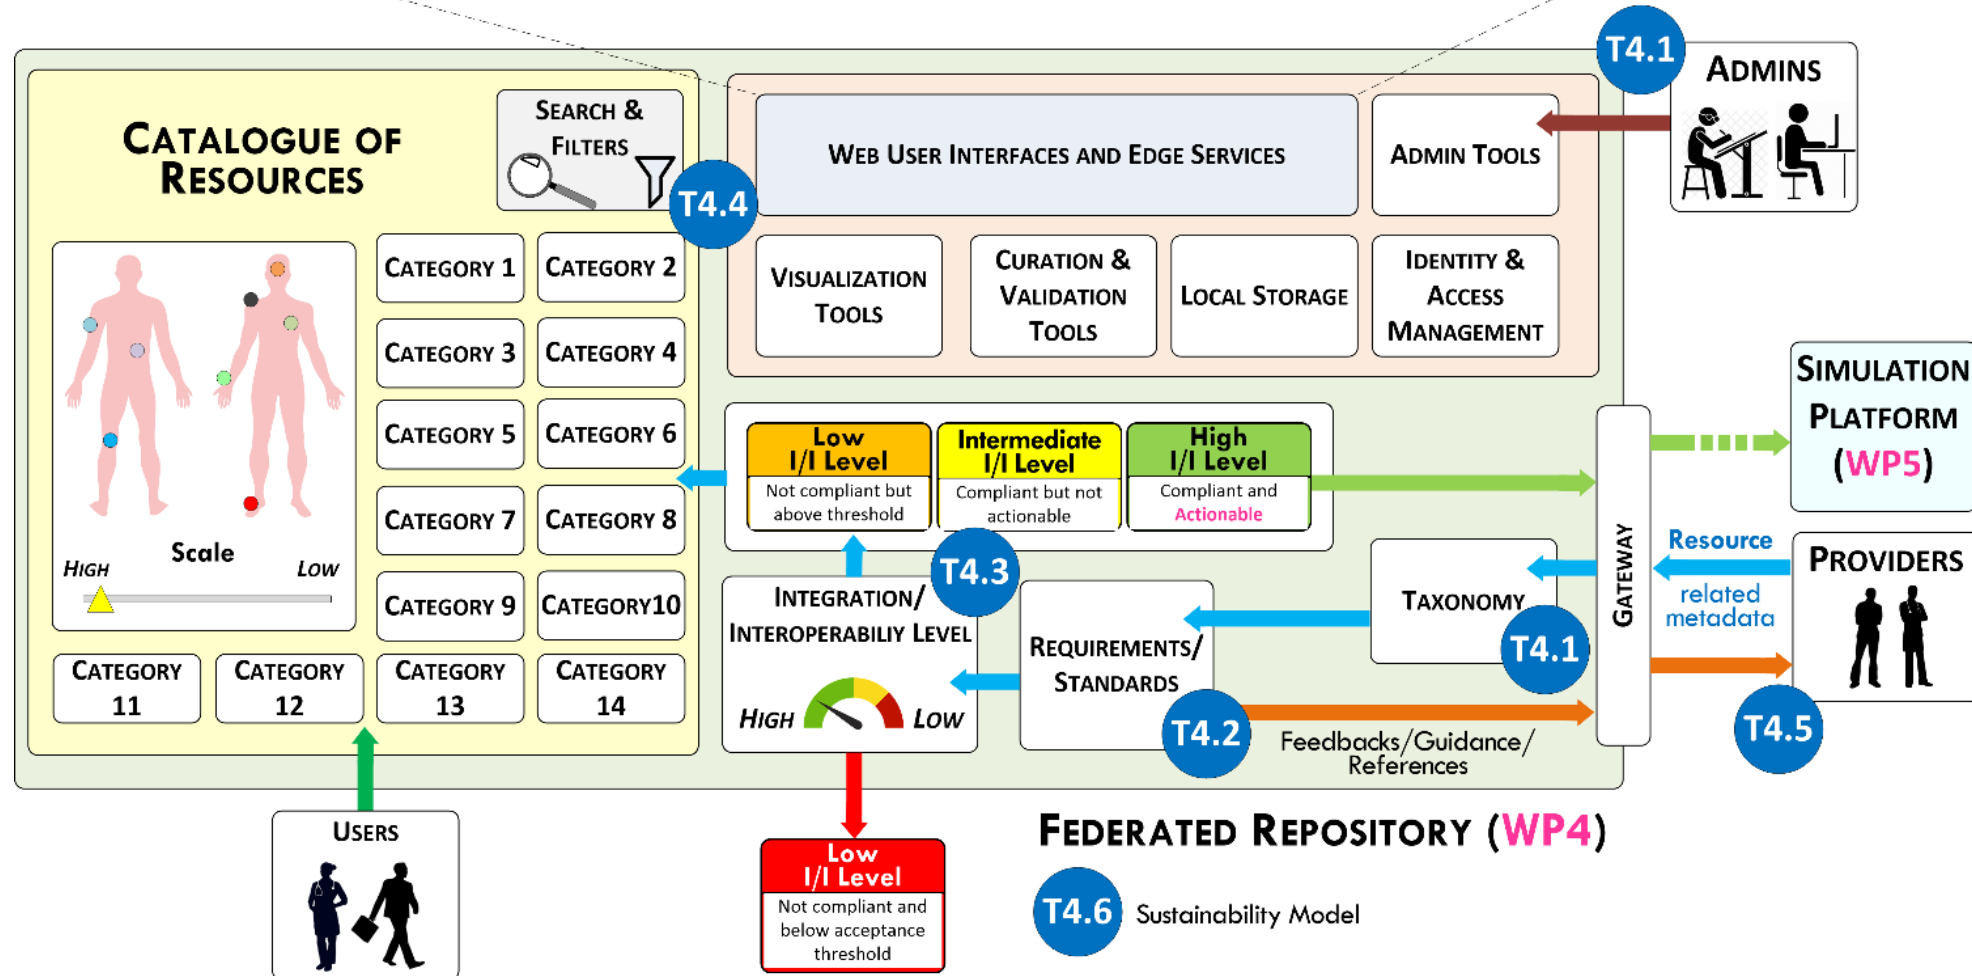 T4.1
ADMINS
CATALOGUE OF
RESOURCES
SEARCH &
FILTERS
T4.4
WEB USER INTERFACES AND EDGE SERVICES
ADMIN TOOLS
VISUALIZATION
TOOLS
CURATION &
VALIDATION
TOOLS
LOCAL STORAGE
IDENTITY &
ACCESS
MANAGEMENT
CATEGORY 1
CATEGORY 2
CATEGORY 3
CATEGORY 4
CATEGORY 5
CATEGORY 6
CATEGORY 7
CATEGORY 8
CATEGORY 9
CATEGORY10
CATEGORY
11
CATEGORY
12
CATEGORY
13
CATEGORY
14
Scale
HIGH
LOW
Low
I/I Level
Not compliant but
above threshold
Intermediate
I/I Level
Compliant but not
actionable
High
I/I Level
Compliant and
Actionable
T4.3
INTEGRATION/
INTEROPERABILIY LEVEL
HIGH
LOW
REQUIREMENTS/
STANDARDS
T4.2
TAXONOMY
T4.1
GATEWAY
SIMULATION
PLATFORM
(WP5)
Resource
related
metadata
PROVIDERS
T4.5
Feedbacks/Guidance/
References
USERS
Low
I/I Level
Not compliant and
below acceptance
threshold
FEDERATED REPOSITORY (WP4)
T4.6
Sustainability Model